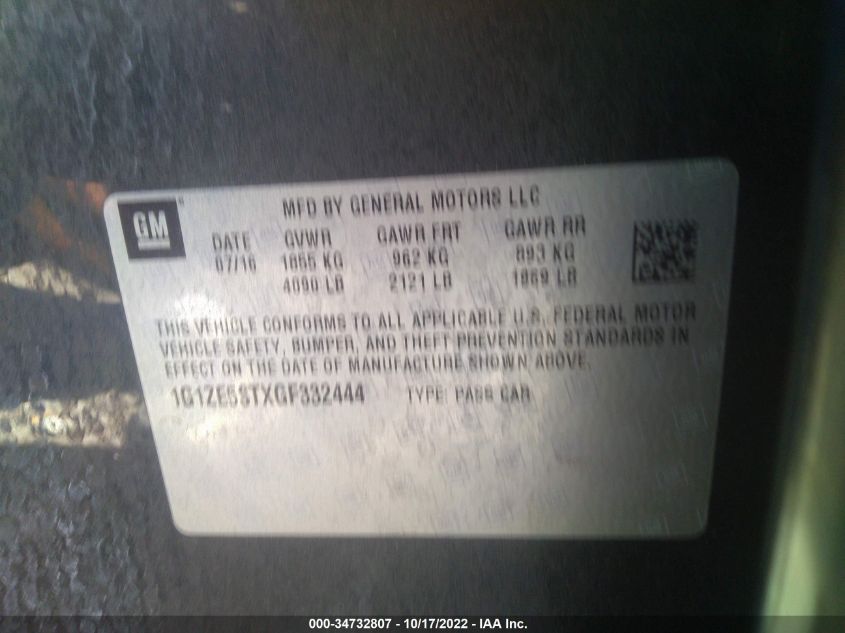 GM
MFD BY GENERAL MOTORS LLC
DATE GVWR GAWR FRT GAWR RR
07/16 1855 KG 962 KG 893 KG
4090 LB 2121 LB 1969 LB
THIS VEHICLE CONFORMS TO ALL APPLICABLE U.S. FEDERAL MOTOR
VEHICLE SAFETY, BUMPER, AND THEFT PREVENTION STANDARDS IN
EFFECT ON THE DATE OF MANUFACTURE SHOWN ABOVE.
1G1ZE5STXGF332444 TYPE: PASS CAR
000-34732807 - 10/17/2022 - IAA Inc.